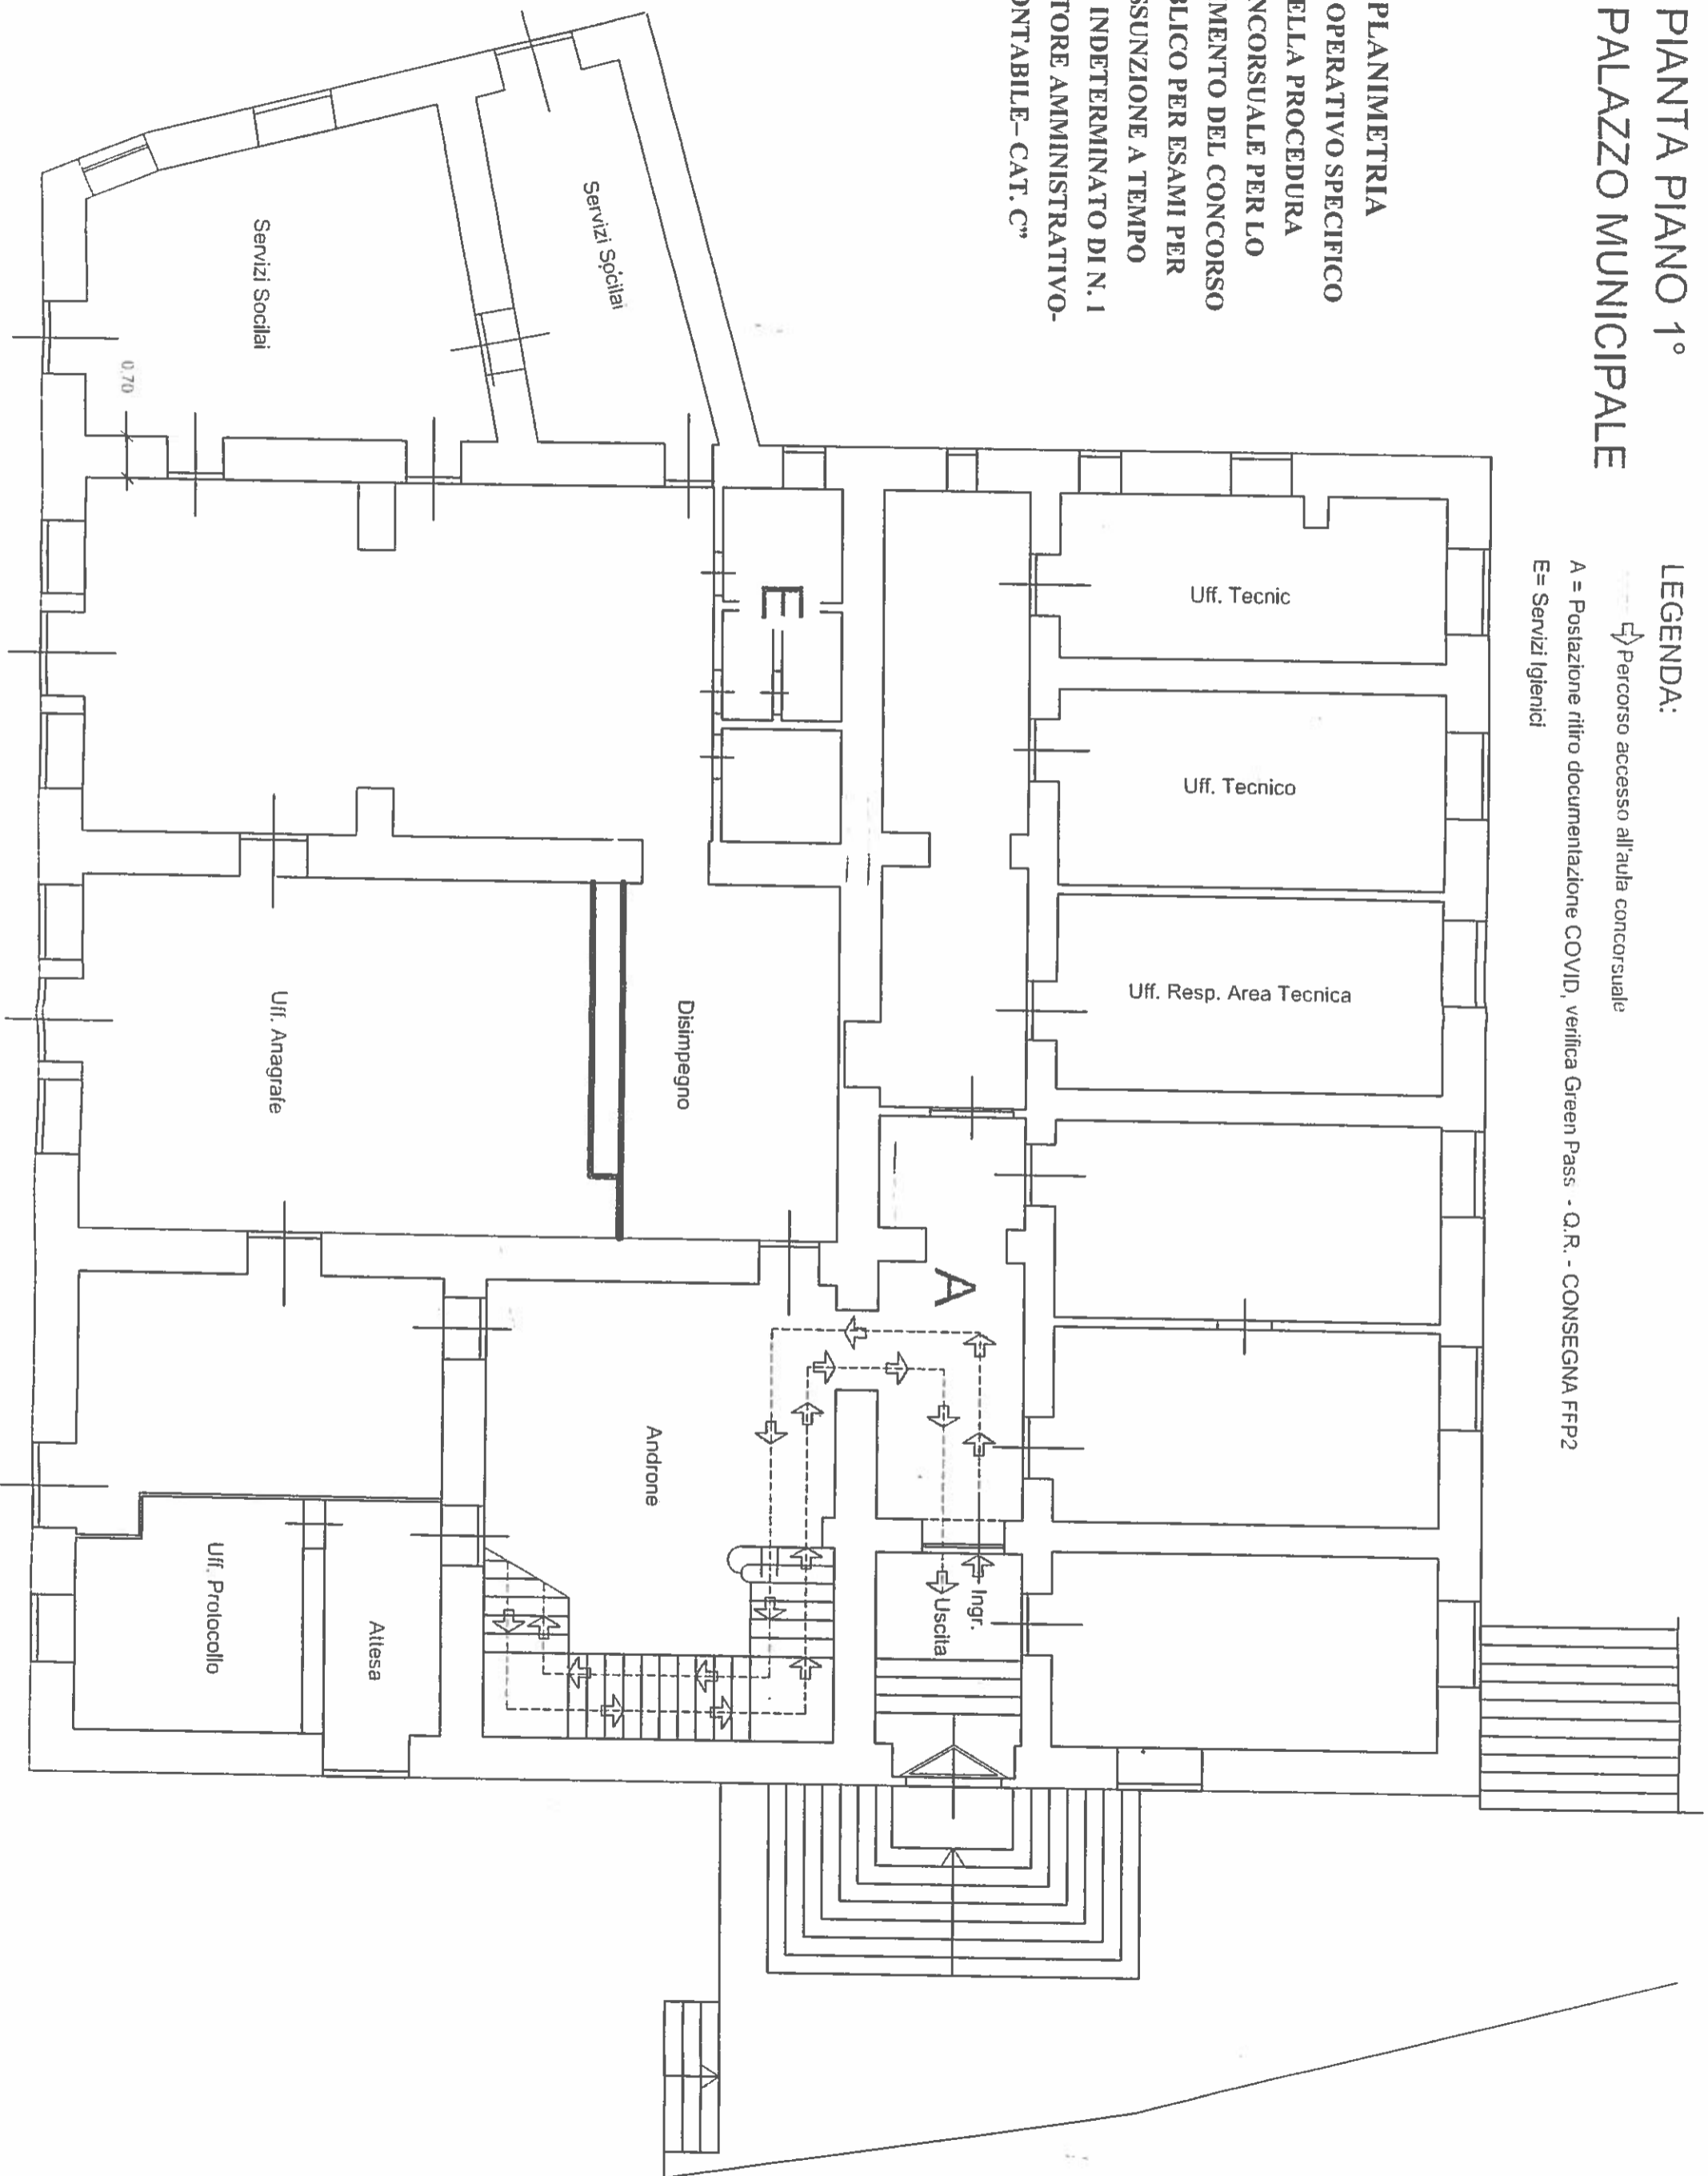 PIANTA PIANO 1°
PALAZZO MUNICIPALE
PLANIMETRIA
OPERATIVO SPECIFICO
ELLA PROCEDURA
NCORSUALE PER LO
MENTO DEL CONCORSO
BLICO PER ESAMI PER
SSUNZIONE A TEMPO
INDETERMINATO DI N. 1
TORE AMMINISTRATIVO-
ONTABILE– CAT. C”
LEGENDA:
Percorso accesso all'aula concorsuale
A = Postazione ritiro documentazione COVID, verifica Green Pass - Q.R. - CONSEGNA FFP2
E= Servizi Igienici
Servizi Socilai
Servizi Socilai
0.70
E
Uff. Tecnic
Uff. Tecnico
Uff. Resp. Area Tecnica
Disimpegno
Uff. Anagrafe
A
Androne
Ingr.
Uscita
Attesa
Uff. Protocollo